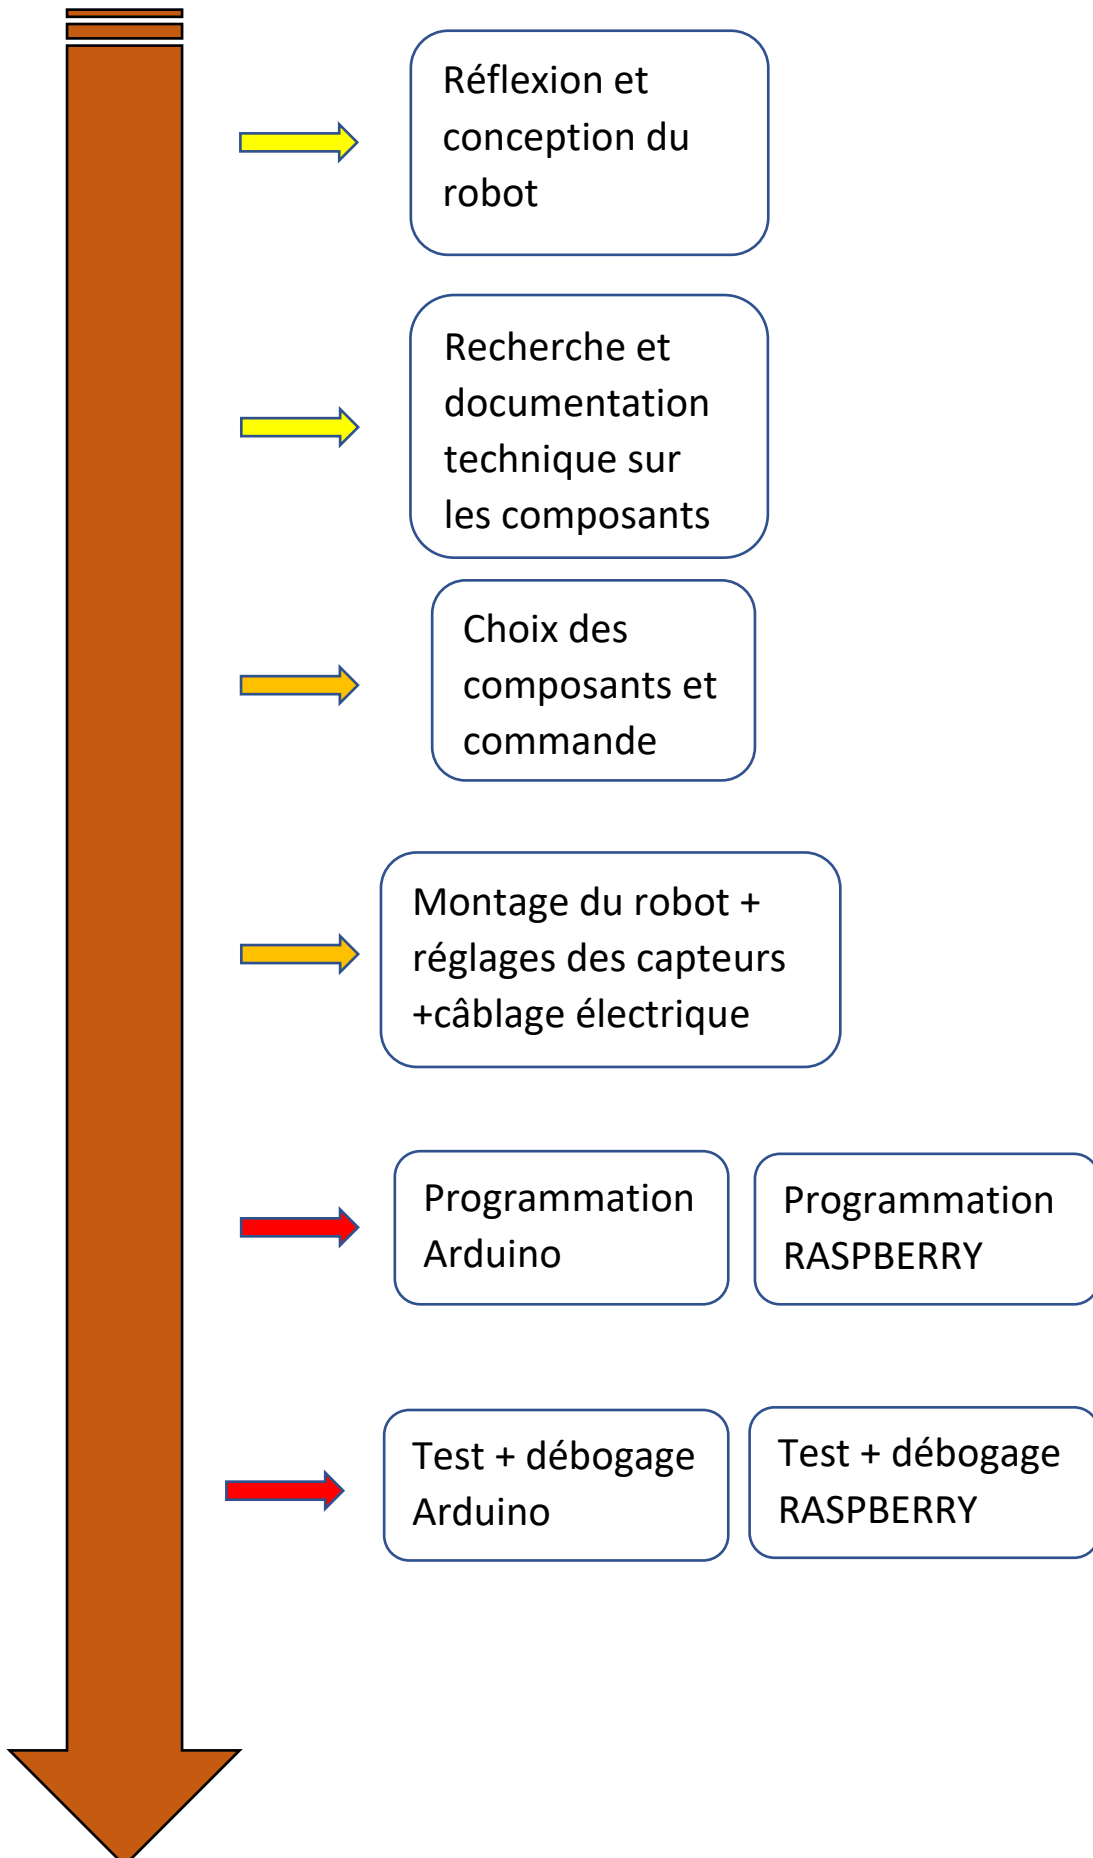 Réflexion et
conception du
robot
Recherche et
documentation
technique sur
les composants
Choix des
composants et
commande
Montage du robot +
réglages des capteurs
+câblage électrique
Programmation
Arduino
Programmation
RASPBERRY
Test + débogage
Arduino
Test + débogage
RASPBERRY